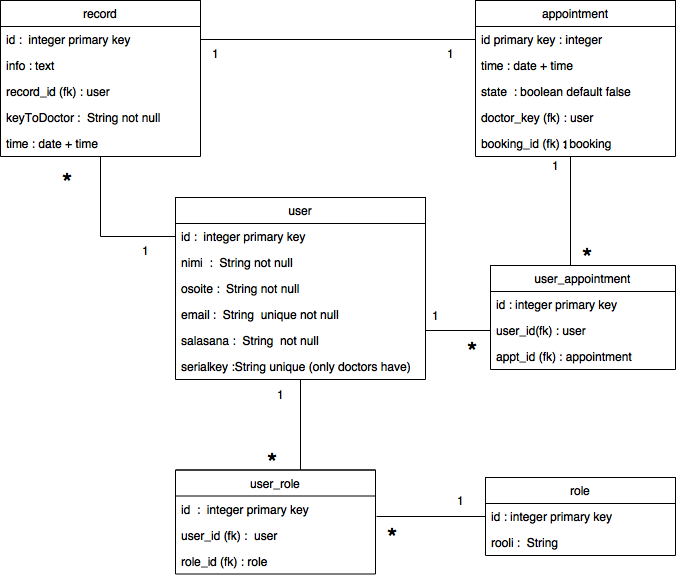 record
id : integer primary key
info : text
record_id (fk) : user
keyToDoctor : String not null
time : date + time
appointment
id primary key : integer
time : date + time
state : boolean default false
doctor_key (fk) : user
booking_id (fk) : booking
1
1
1
1
*
*
1
user
id : integer primary key
nimi : String not null
osoite : String not null
email : String unique not null
salasana : String not null
serialkey :String unique (only doctors have)
user_appointment
id : integer primary key
user_id(fk) : user
appt_id (fk) : appointment
1
*
1
*
user_role
id : integer primary key
user_id (fk) : user
role_id (fk) : role
1
*
role
id : integer primary key
rooli : String